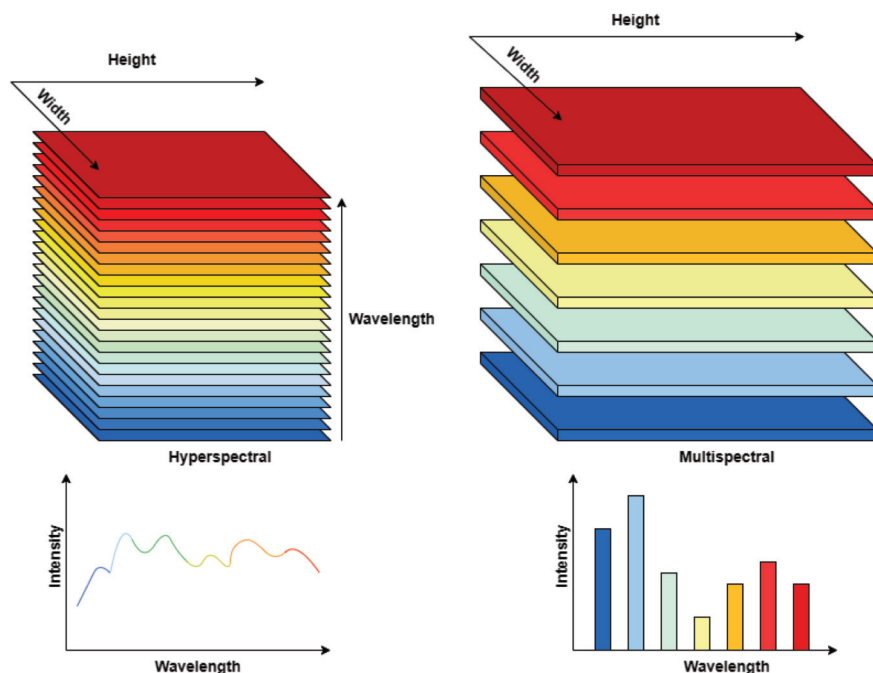 Height
Width
Wavelength
Hyperspectral
Intensity
Wavelength
Height
Width
Multispectral
Intensity
Wavelength